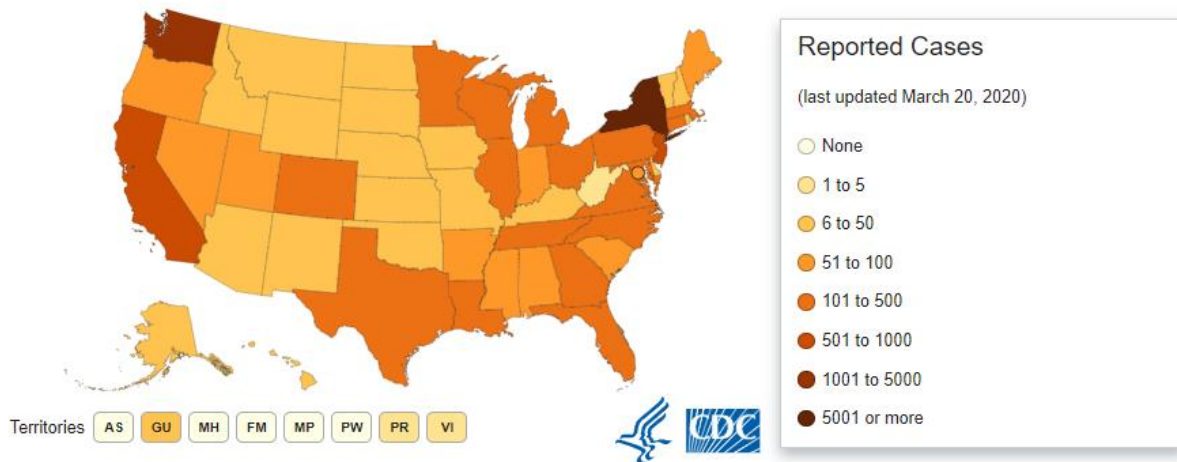 Reported Cases
(last updated March 20, 2020)
None
1 to 5
6 to 50
51 to 100
101 to 500
501 to 1000
1001 to 5000
5001 or more
Territories AS GU MH FM MP PW PR VI
CDC